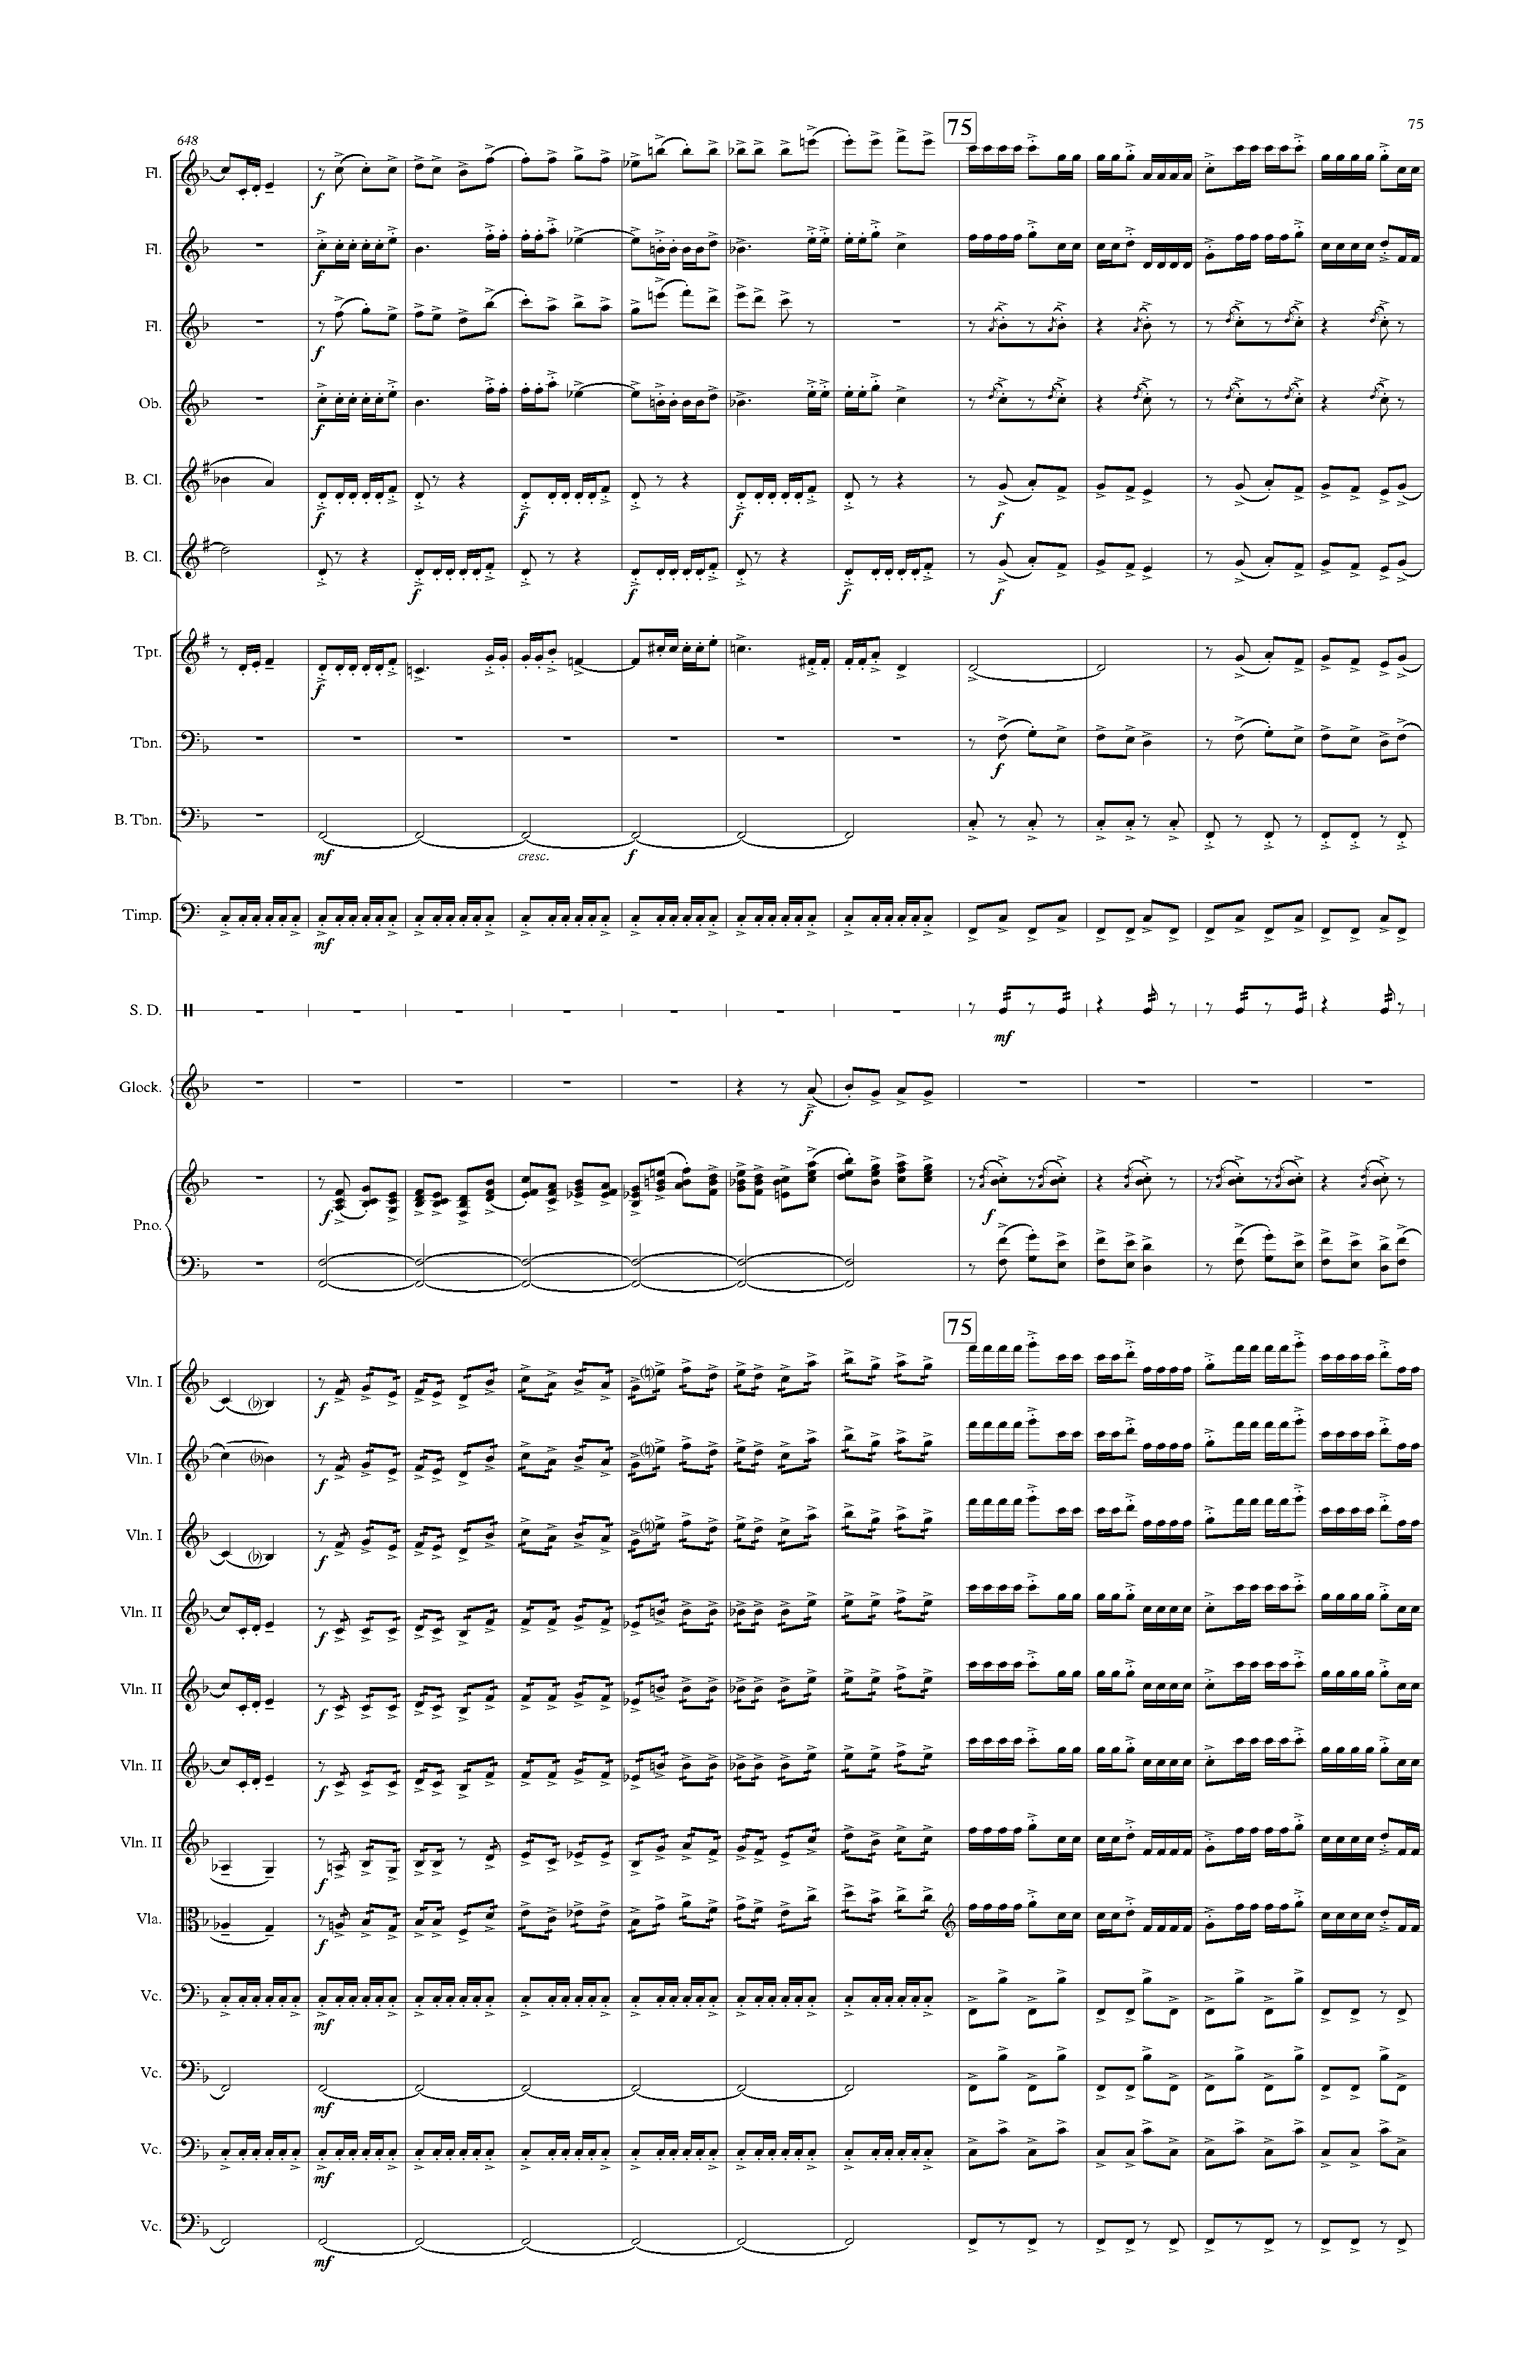 75
75
648
Fl.
f
Fl.
f
Fl.
f
Ob.
f
B. Cl.
f f f f
B. Cl.
f f f f
Tpt.
f
Tbn.
f
B. Tbn.
mf cresc. f
Timp.
mf
S. D.
mf
Glock.
f
f f
Pno.
75
Vln. I
f
Vln. I
f
Vln. I
f
Vln. II
f
Vln. II
f
Vln. II
f
Vln. II
f
Vla.
f
Vc.
mf
Vc.
mf
Vc.
mf
Vc.
mf